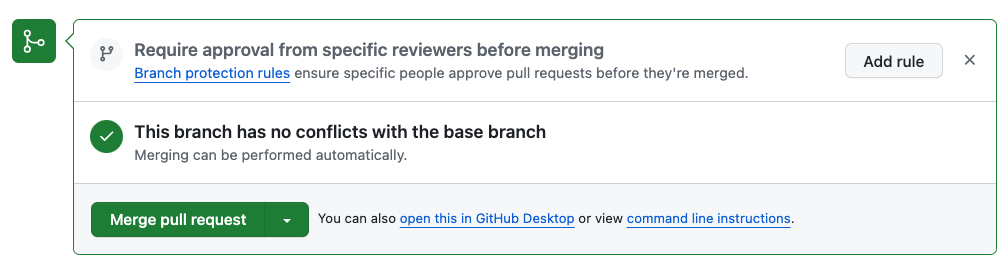 Require approval from specific reviewers before merging
Branch protection rules ensure specific people approve pull requests before they're merged.
Add rule
This branch has no conflicts with the base branch
Merging can be performed automatically.
Merge pull request
You can also open this in GitHub Desktop or view command line instructions.